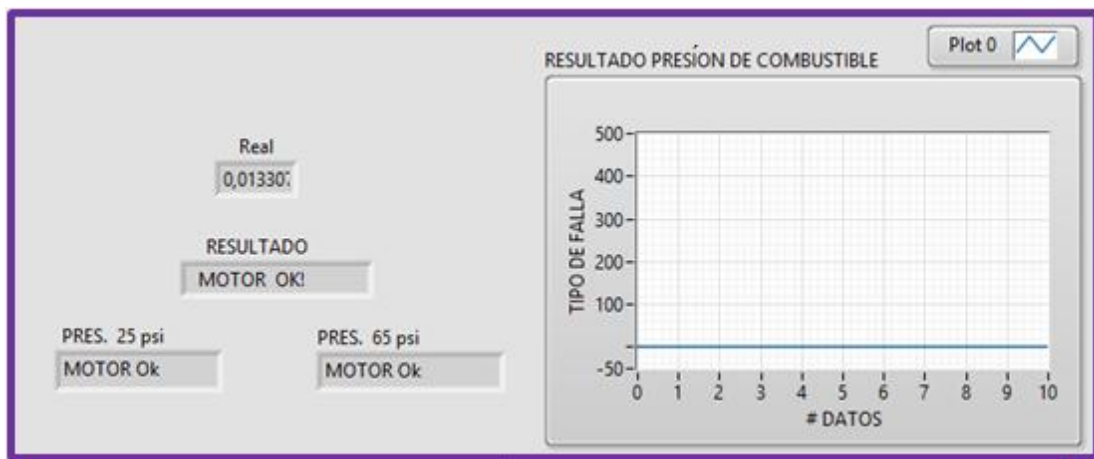 Real
0,01330
RESULTADO
MOTOR OK!
PRES. 25 psi
MOTOR Ok
PRES. 65 psi
MOTOR Ok
RESULTADO PRESÍON DE COMBUSTIBLE
Plot 0
TIPO DE FALLA
500
400
300
200
100
-50
0 1 2 3 4 5 6 7 8 9 10
# DATOS